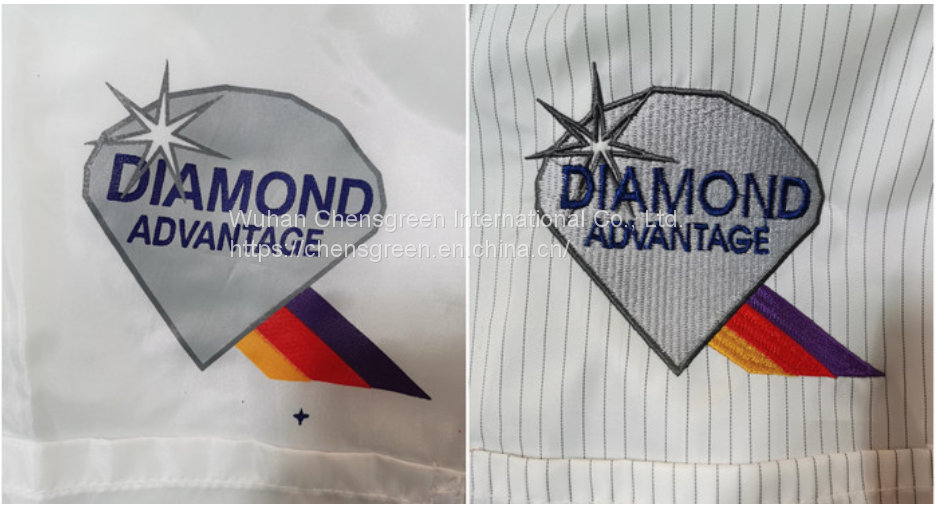 DIAMOND
ADVANTAGE
DIAMOND
ADVANTAGE
Wuhan Chensgreen International Co., Ltd.
https://chensgreen.en.china.cn/